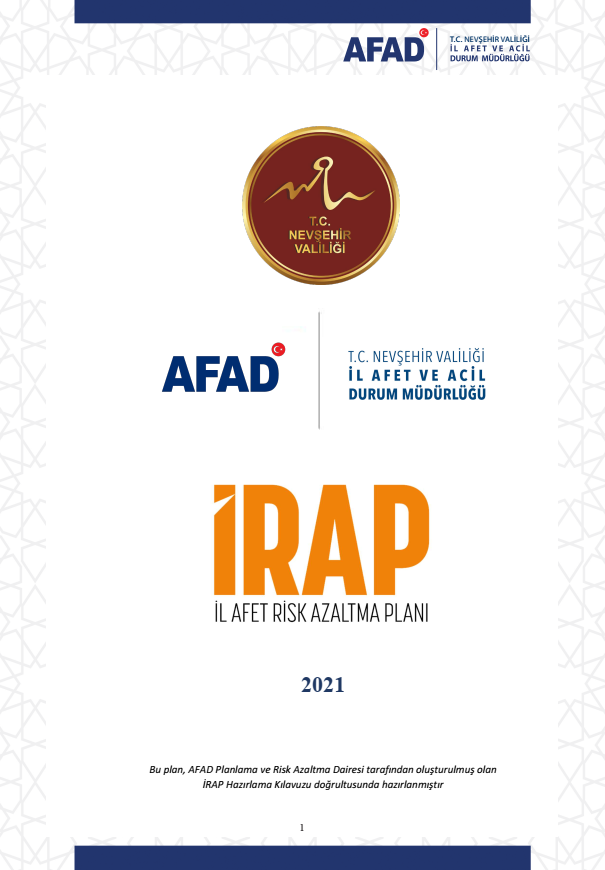 AFAD
T.C. NEVŞEHİR VALİLİĞİ
İL AFET VE ACİL
DURUM MÜDÜRLÜĞÜ
T.C.
NEVŞEHİR
VALİLİĞİ
AFAD
T.C. NEVŞEHİR VALİLİĞİ
İL AFET VE ACİL
DURUM MÜDÜRLÜĞÜ
İRAP
İL AFET RİSK AZALTMA PLANI
2021
Bu plan, AFAD Planlama ve Risk Azaltma Dairesi tarafından oluşturulmuş olan
İRAP Hazırlama Kılavuzu doğrultusunda hazırlanmıştır
1